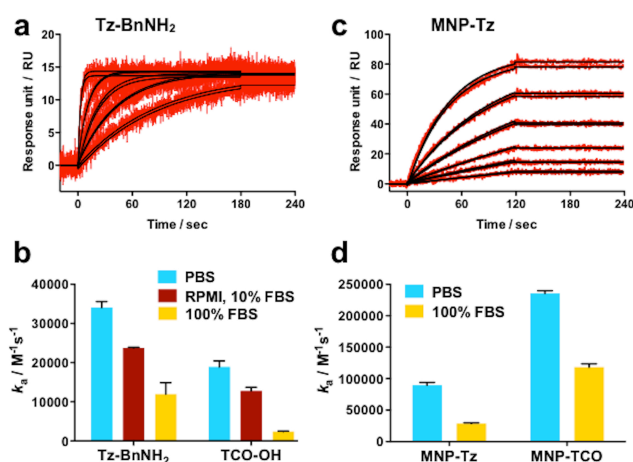 a
Tz-BnNH₂
Response unit / RU
20
15
10
5
0
0 60 120 180 240
Time / sec
c
MNP-Tz
Response unit / RU
100
80
60
40
20
0
0 60 120 180 240
Time / sec
b
kₐ / M⁻¹s⁻¹
40000
30000
20000
10000
0
PBS
RPMI, 10% FBS
100% FBS
Tz-BnNH₂ TCO-OH
d
kₐ / M⁻¹s⁻¹
250000
200000
150000
100000
50000
0
PBS
100% FBS
MNP-Tz MNP-TCO